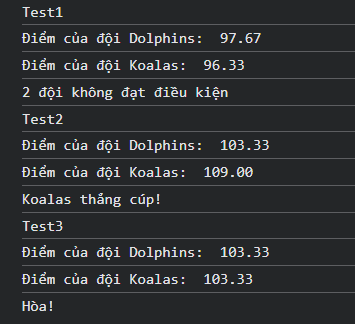 Test1
Điểm của đội Dolphins:  97.67
Điểm của đội Koalas:  96.33
2 đội không đạt điều kiện
Test2
Điểm của đội Dolphins:  103.33
Điểm của đội Koalas:  109.00
Koalas thắng cúp!
Test3
Điểm của đội Dolphins:  103.33
Điểm của đội Koalas:  103.33
Hòa!